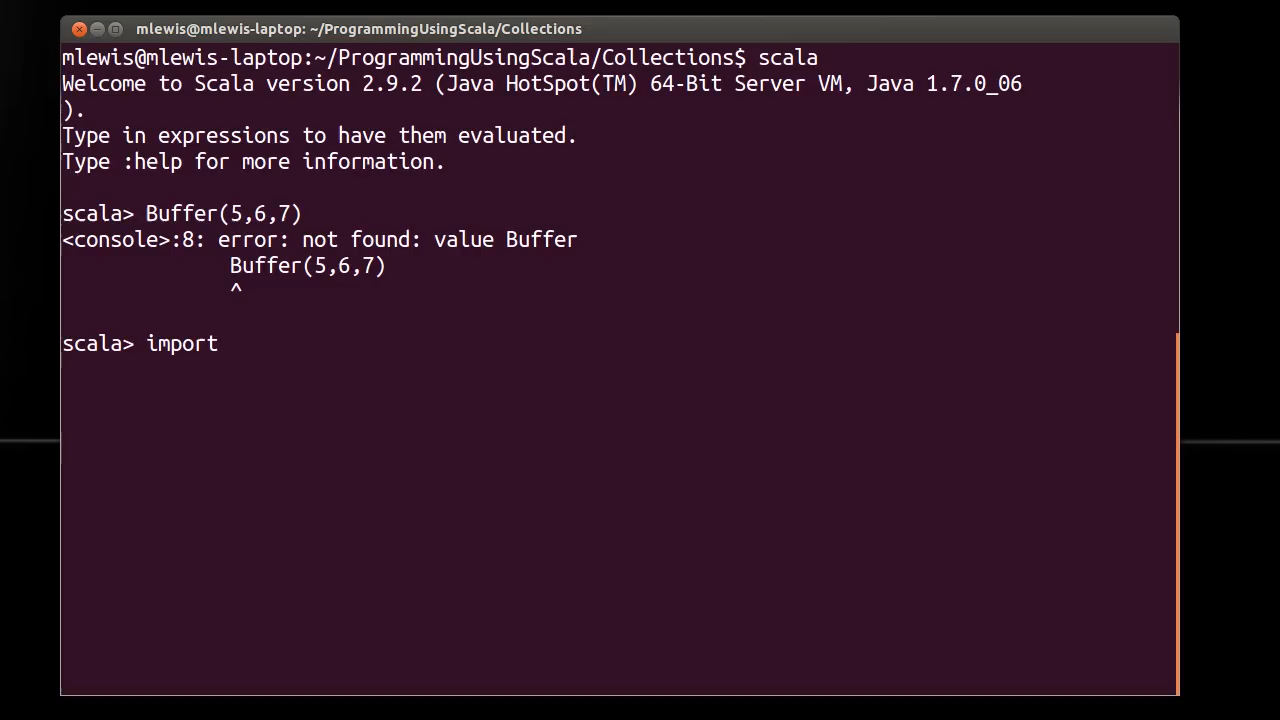 mlewis@mlewis-laptop: ~/ProgrammingUsingScala/Collections
mlewis@mlewis-laptop:~/ProgrammingUsingScala/Collections$ scala
Welcome to Scala version 2.9.2 (Java HotSpot(TM) 64-Bit Server VM, Java 1.7.0_06
).
Type in expressions to have them evaluated.
Type :help for more information.
scala> Buffer(5,6,7)
<console>:8: error: not found: value Buffer
Buffer(5,6,7)
^
scala> import